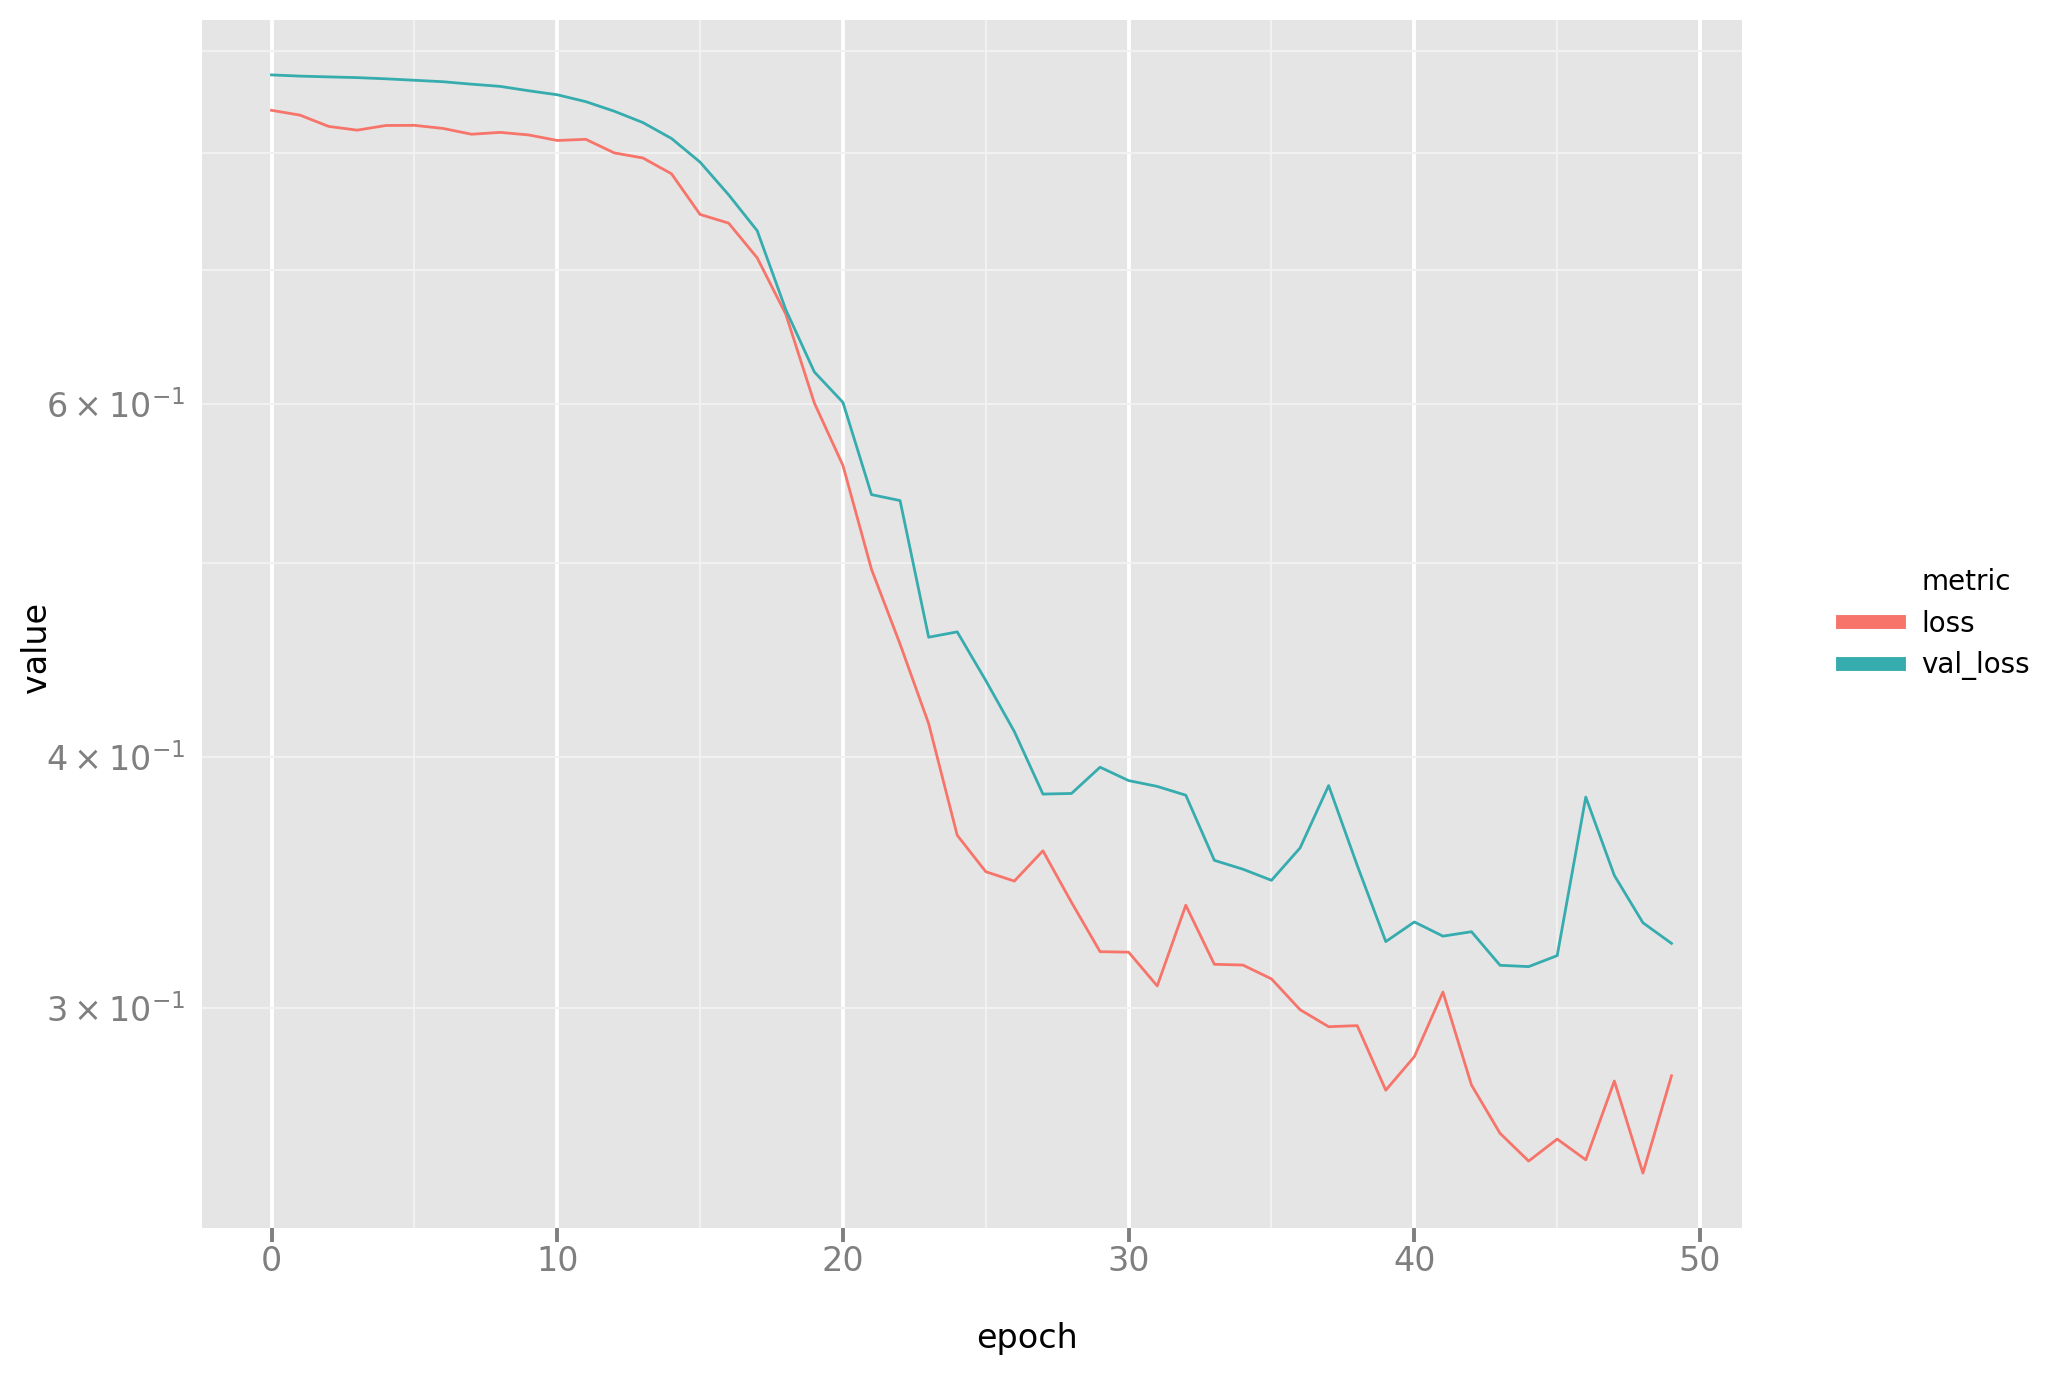 value
6 × 10⁻¹
4 × 10⁻¹
3 × 10⁻¹
0 10 20 30 40 50
epoch
metric
loss
val_loss